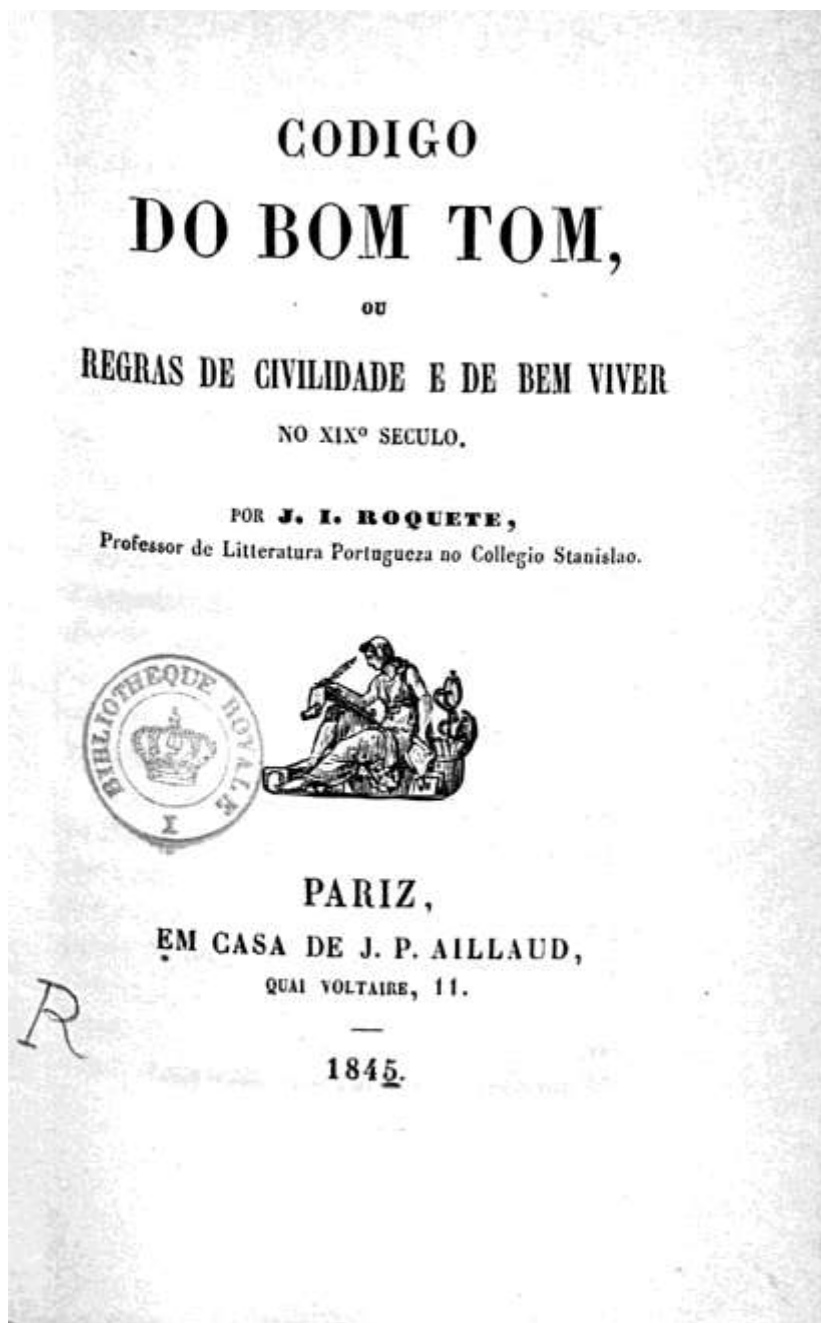 CODIGO
DO BOM TOM,
OU
REGRAS DE CIVILIDADE E DE BEM VIVER
NO XIXº SECULO.
POR J. I. ROQUETE,
Professor de Litteratura Portugueza no Collegio Stanislao.
BIBLIOTHEQUE ROYALE
I
PARIZ,
EM CASA DE J. P. AILLAUD,
QUAI VOLTAIRE, 11.
R
1845.